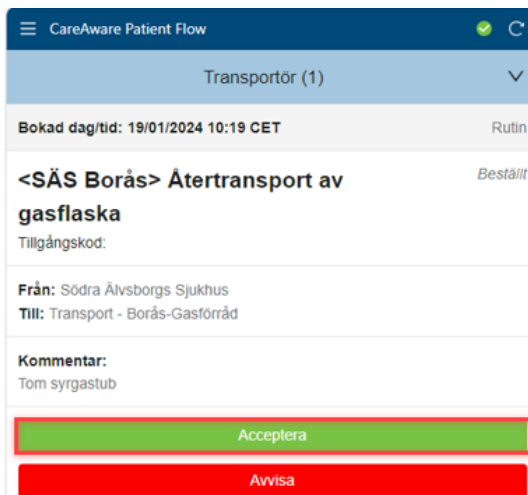 CareAware Patient Flow
Transportör (1)
Bokad dag/tid: 19/01/2024 10:19 CET Rutin
<SÄS Borås> Återtransport av Beställt
gasflaska
Tillgångskod:
Från: Södra Älvsborgs Sjukhus
Till: Transport - Borås-Gasförråd
Kommentar:
Tom syrgastub
Acceptera
Avvisa